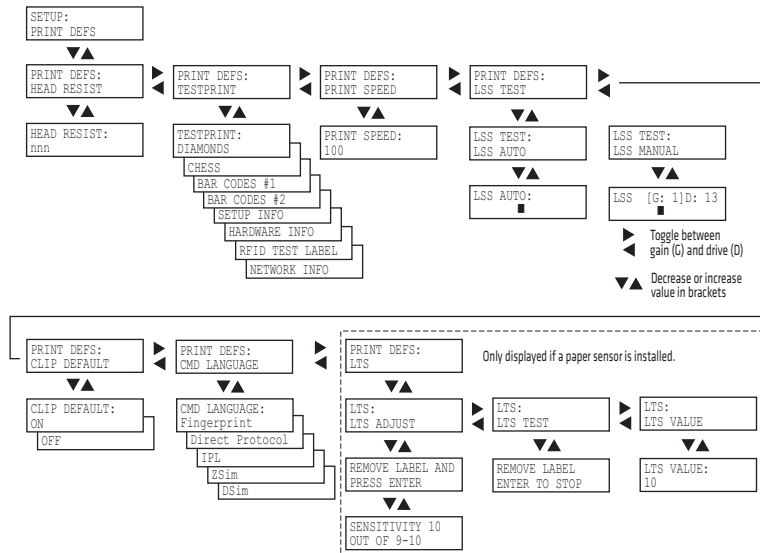 SETUP:
PRINT DEFS
PRINT DEFS:
HEAD RESIST
HEAD RESIST:
nnn
PRINT DEFS:
TESTPRINT
TESTPRINT:
DIAMONDS
CHESS
BAR CODES #1
BAR CODES #2
SETUP INFO
HARDWARE INFO
RFID TEST LABEL
NETWORK INFO
PRINT DEFS:
PRINT SPEED
PRINT SPEED:
100
PRINT DEFS:
LSS TEST
LSS TEST:
LSS AUTO
LSS AUTO:
LSS TEST:
LSS MANUAL
LSS [G: 1]D: 13
Toggle between
gain (G) and drive (D)
Decrease or increase
value in brackets
PRINT DEFS:
CLIP DEFAULT
CLIP DEFAULT:
ON
OFF
PRINT DEFS:
CMD LANGUAGE
CMD LANGUAGE:
Fingerprint
Direct Protocol
IPL
ZSim
DSim
PRINT DEFS:
LTS
Only displayed if a paper sensor is installed.
LTS:
LTS ADJUST
REMOVE LABEL AND
PRESS ENTER
SENSITIVITY 10
OUT OF 9-10
LTS:
LTS TEST
REMOVE LABEL
ENTER TO STOP
LTS:
LTS VALUE
LTS VALUE:
10